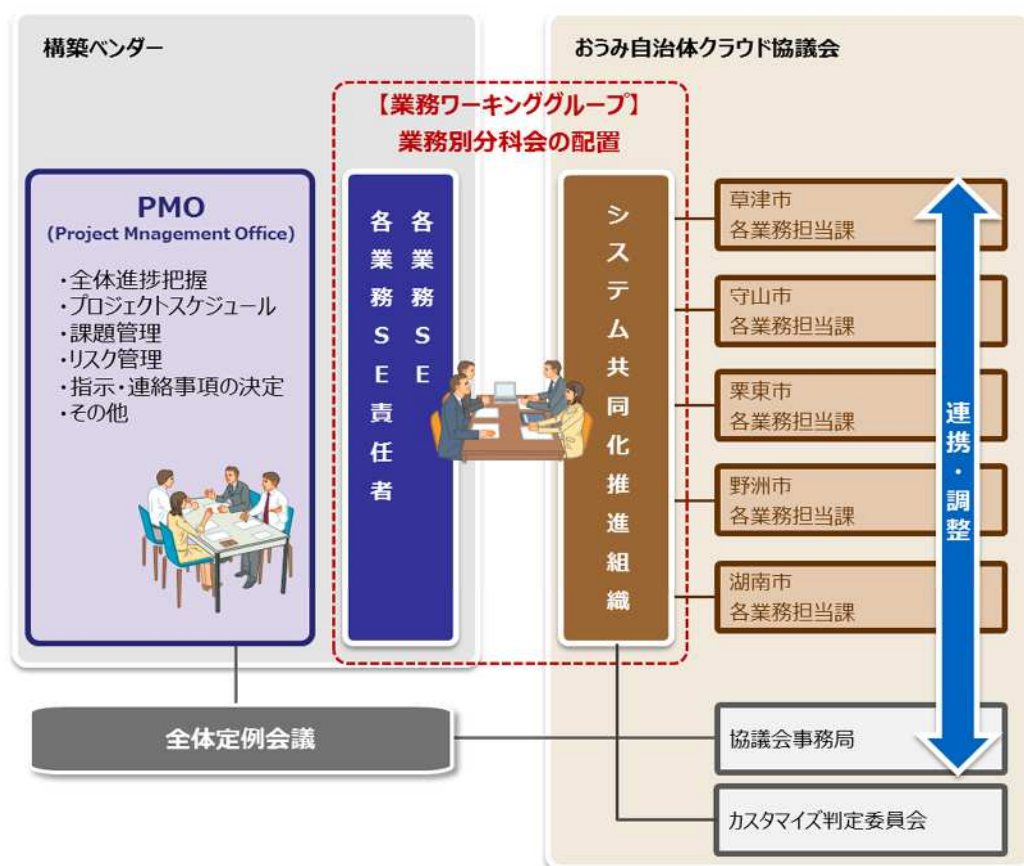 構築ベンダー
おうみ自治体クラウド協議会
【業務ワーキンググループ】
業務別分科会の配置
PMO
(Project Mnagement Office)
・全体進捗把握
・プロジェクトスケジュール
・課題管理
・リスク管理
・指示・連絡事項の決定
・その他
各業務SE
各業務SE責任者
システム共同化推進組織
草津市
各業務担当課
守山市
各業務担当課
栗東市
各業務担当課
野洲市
各業務担当課
湖南市
各業務担当課
連携・調整
全体定例会議
協議会事務局
カスタマイズ判定委員会